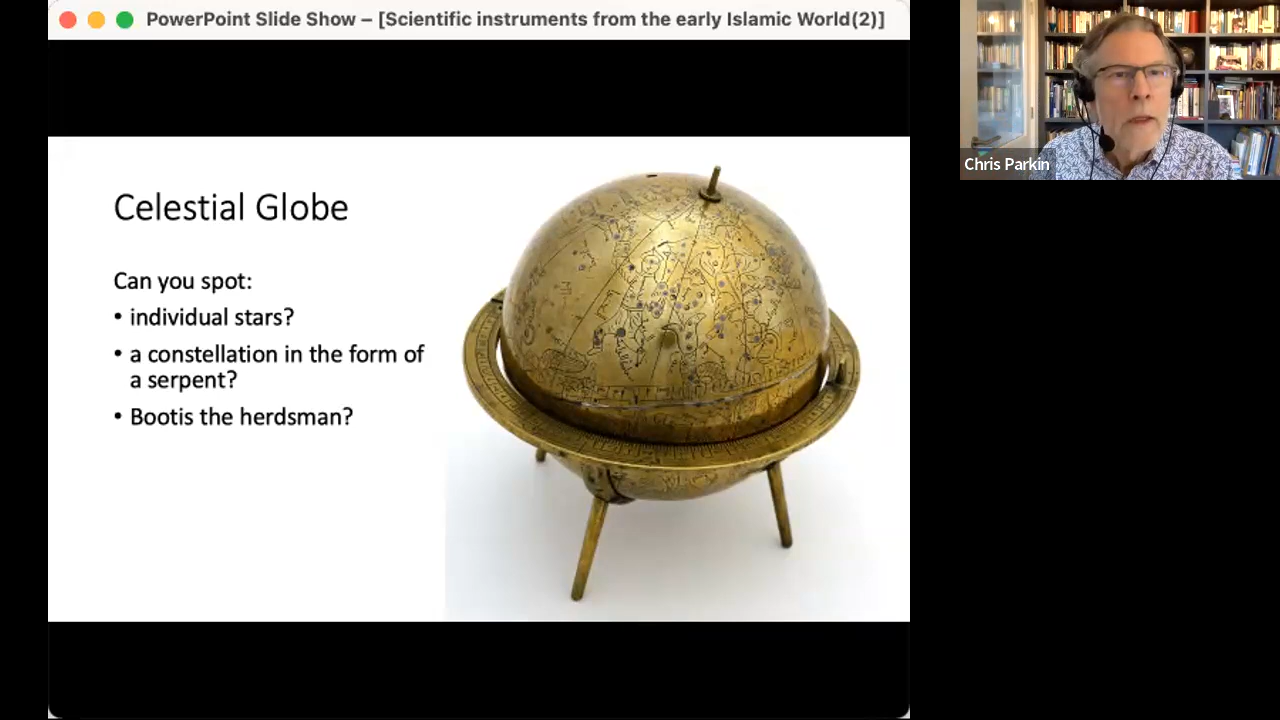 PowerPoint Slide Show – [Scientific instruments from the early Islamic World(2)]
Chris Parkin
Celestial Globe
Can you spot:
• individual stars?
• a constellation in the form of
a serpent?
• Bootis the herdsman?